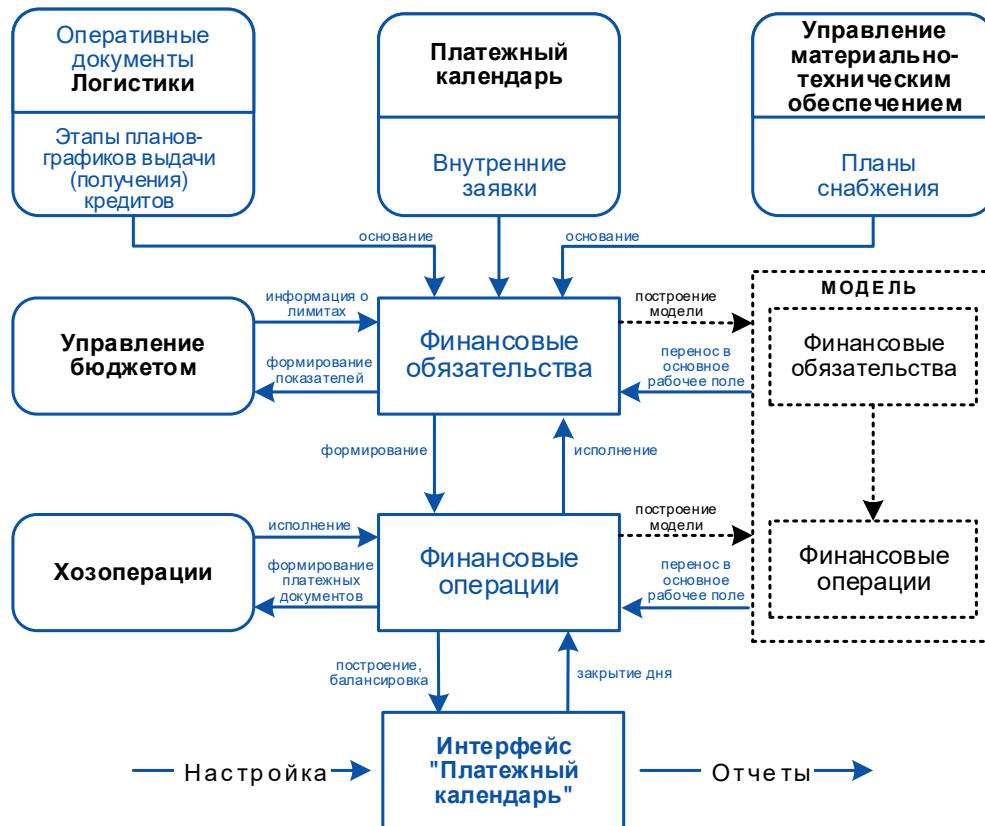 Оперативные
документы
Логистики
Этапы планов-
графиков выдачи
(получения)
кредитов
Платежный
календарь
Внутренние
заявки
Управление
материально-
техническим
обеспечением
Планы
снабжения
основание
основание
Управление
бюджетом
информация о
лимитах
формирование
показателей
Финансовые
обязательства
построение
модели
перенос в
основное
рабочее поле
МОДЕЛЬ
Финансовые
обязательства
формирование
исполнение
Хозоперации
исполнение
формирование
платежных
документов
Финансовые
операции
построение
модели
перенос в
основное
рабочее поле
Финансовые
операции
построение,
балансировка
закрытие дня
Настройка
Интерфейс
"Платежный
календарь"
Отчеты